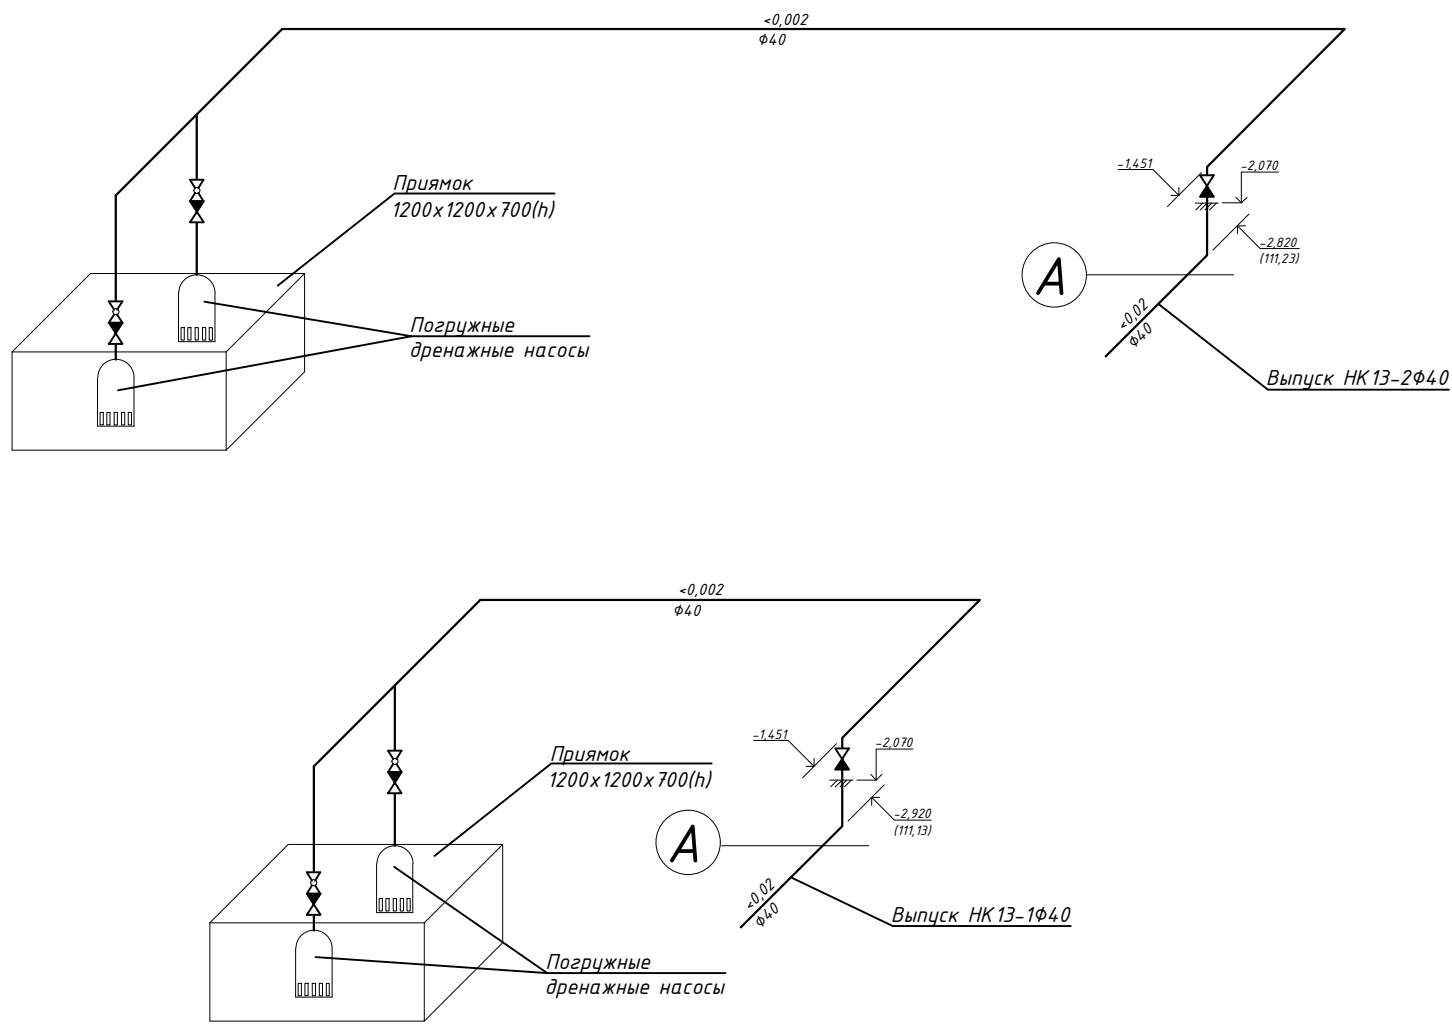 <0,002
Ф40
Приямок
1200х1200х700(h)
-1,451
-2,070
-2,820
(111,23)
А
Погружные
дренажные насосы
<0,02
Ф40
Выпуск НК13-2Ф40
<0,002
Ф40
Приямок
1200х1200х700(h)
-1,451
-2,070
-2,920
(111,13)
А
<0,02
Ф40
Выпуск НК13-1Ф40
Погружные
дренажные насосы